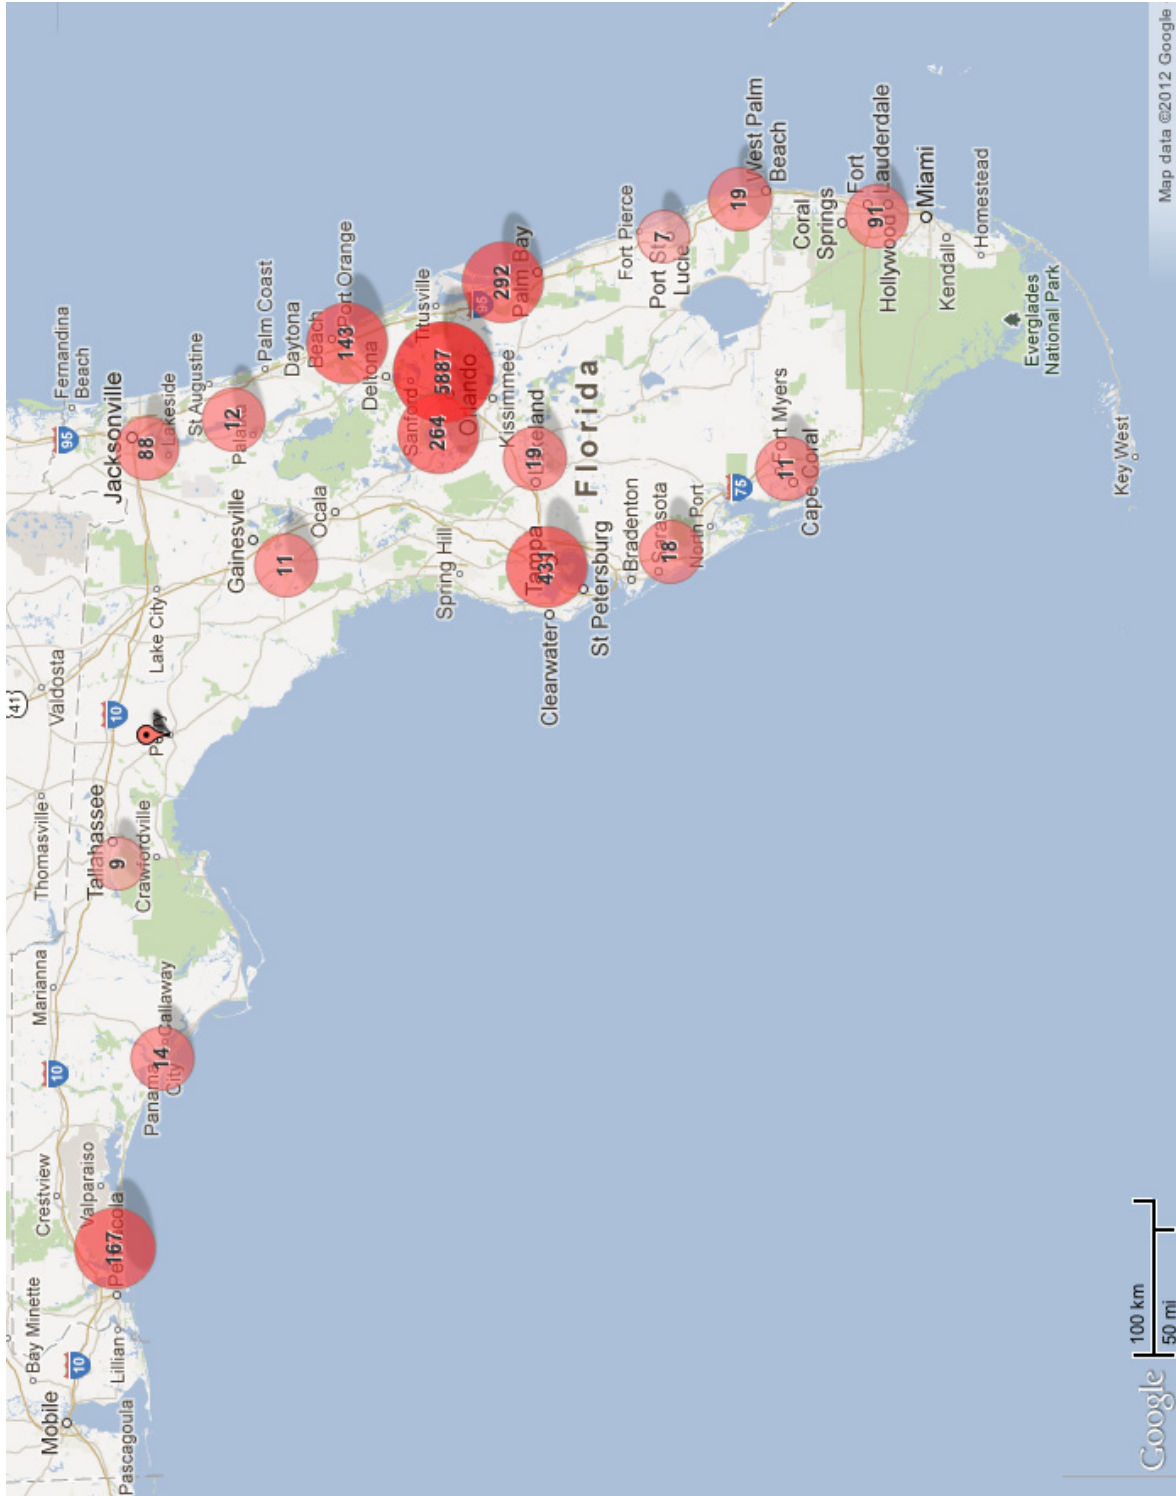 41
Mobile
Bay Minette
Crestview
Marianna
Thomasville
Valdosta
Fernandina
Beach
10
10
95
Pascagoula
Lillian
Valparaiso
Tallahassee
10
Jacksonville
167
9
88
Panama
City
14
Callaway
Crawfordville
Perry
Lake City
Lakeside
St Augustine
Gainesville
12
Palatka
Palm Coast
11
Ocala
Daytona
Beach
143
Port Orange
Deltona
Spring Hill
Sanford
264
5887
Orlando
Titusville
95
292
Palm Bay
Kissimmee
Clearwater
Tampa
431
19
Lakeland
Florida
St Petersburg
Bradenton
Fort Pierce
Sarasota
18
North Port
Port St
Lucie
7
75
19
West Palm
Beach
Fort Myers
11
Cape Coral
Coral
Springs
Fort
Lauderdale
91
Hollywood
Miami
Kendall
Homestead
Everglades
National Park
Key West
Google
100 km
50 mi
Map data ©2012 Google